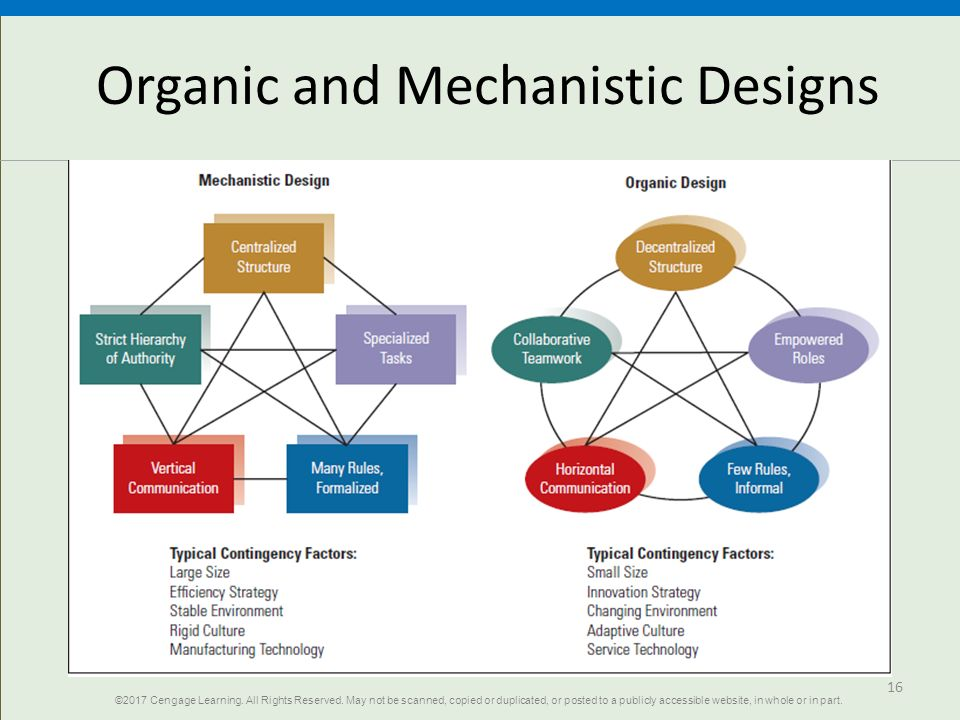 Organic and Mechanistic Designs
Mechanistic Design
Centralized
Structure
Strict Hierarchy
of Authority
Specialized
Tasks
Vertical
Communication
Many Rules,
Formalized
Typical Contingency Factors:
Large Size
Efficiency Strategy
Stable Environment
Rigid Culture
Manufacturing Technology
Organic Design
Decentralized
Structure
Collaborative
Teamwork
Empowered
Roles
Horizontal
Communication
Few Rules,
Informal
Typical Contingency Factors:
Small Size
Innovation Strategy
Changing Environment
Adaptive Culture
Service Technology
16
©2017 Cengage Learning. All Rights Reserved. May not be scanned, copied or duplicated, or posted to a publicly accessible website, in whole or in part.